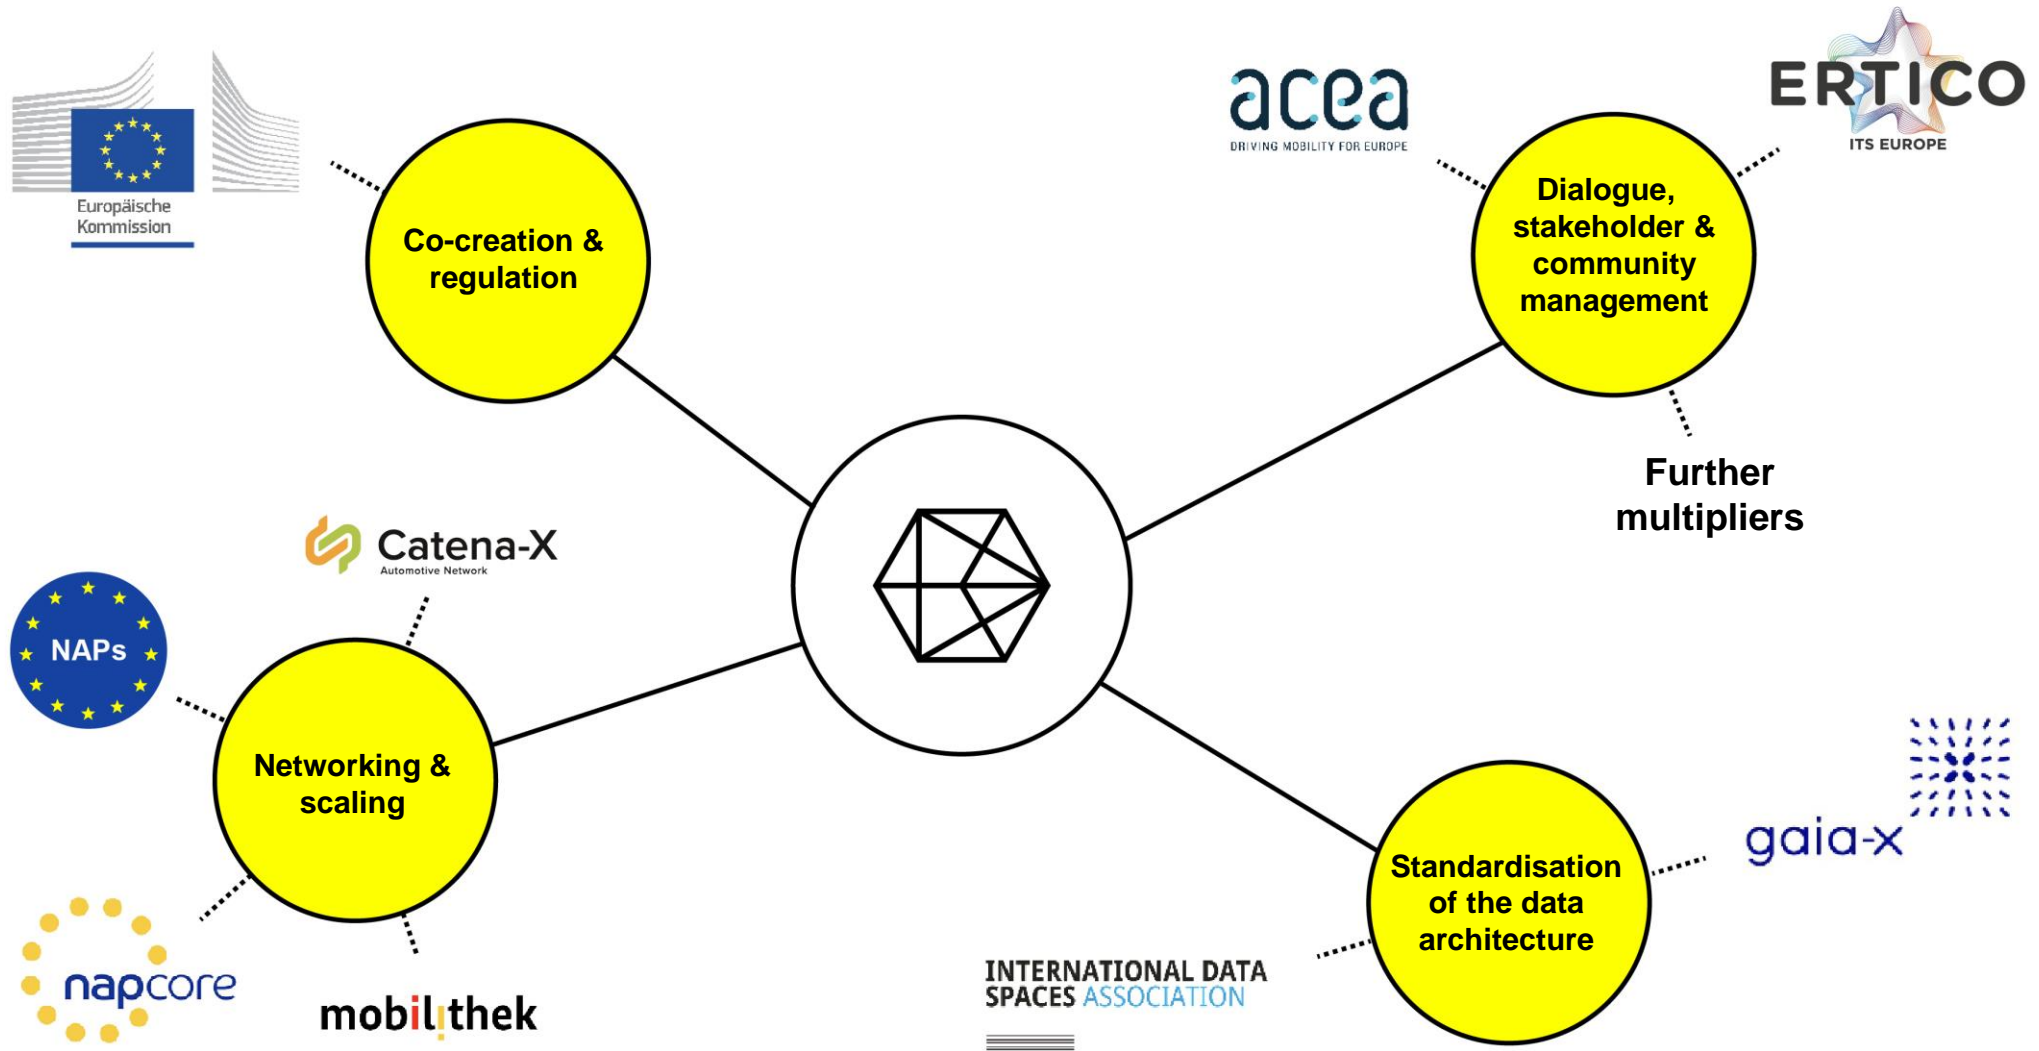 Europäische
Kommission
Co-creation &
regulation
acea
DRIVING MOBILITY FOR EUROPE
ERTICO
ITS EUROPE
Dialogue,
stakeholder &
community
management
Further
multipliers
Catena-X
Automotive Network
NAPs
Networking &
scaling
napcore
mobilithek
gaia-x
Standardisation
of the data
architecture
INTERNATIONAL DATA
SPACES ASSOCIATION